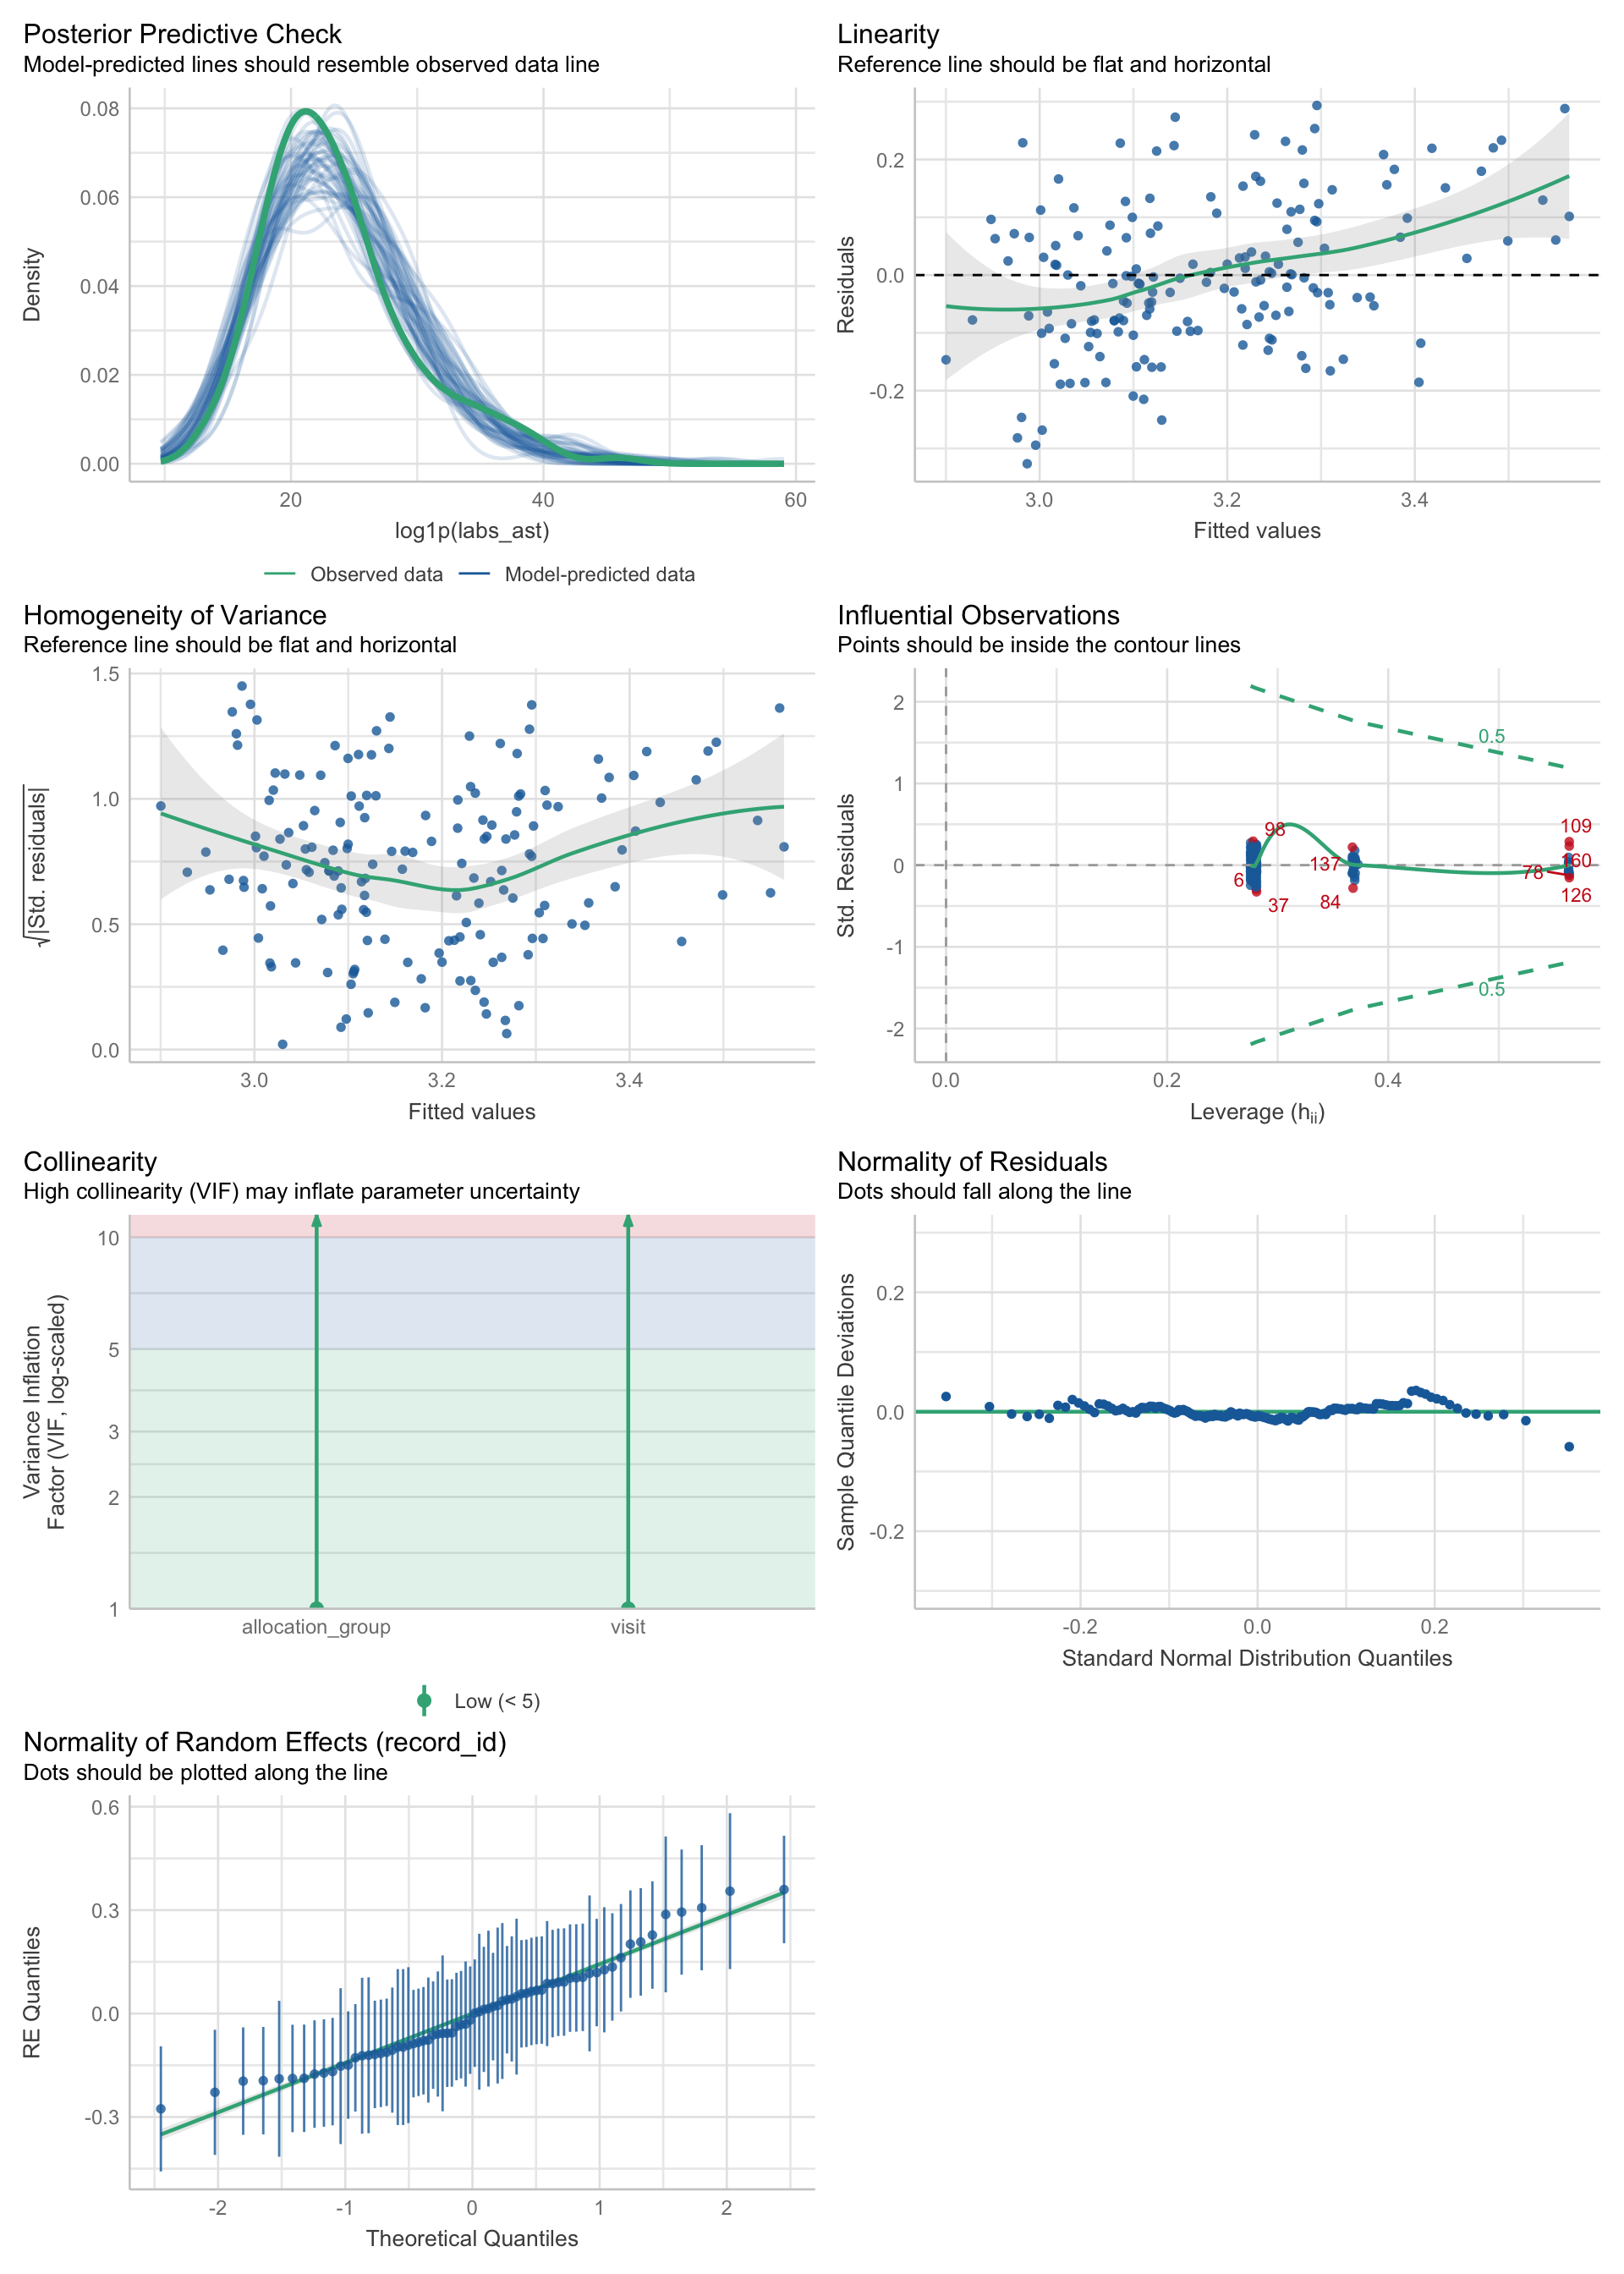 Posterior Predictive Check
Model-predicted lines should resemble observed data line
0.08
0.06
0.04
0.02
0.00
Density
20
40
60
log1p(labs_ast)
Observed data
Model-predicted data
Linearity
Reference line should be flat and horizontal
0.2
0.0
-0.2
Residuals
3.0
3.2
3.4
Fitted values
Homogeneity of Variance
Reference line should be flat and horizontal
1.5
1.0
0.5
0.0
√|Std. residuals|
3.0
3.2
3.4
Fitted values
Influential Observations
Points should be inside the contour lines
2
1
0
-1
-2
Std. Residuals
0.5
98
109
137
160
6
78
37
84
126
0.5
0.0
0.2
0.4
Leverage (hii)
Collinearity
High collinearity (VIF) may inflate parameter uncertainty
10
5
3
2
1
Variance Inflation
Factor (VIF, log-scaled)
allocation_group
visit
Low (< 5)
Normality of Residuals
Dots should fall along the line
0.2
0.0
-0.2
Sample Quantile Deviations
-0.2
0.0
0.2
Standard Normal Distribution Quantiles
Normality of Random Effects (record_id)
Dots should be plotted along the line
0.6
0.3
0.0
-0.3
RE Quantiles
-2
-1
0
1
2
Theoretical Quantiles